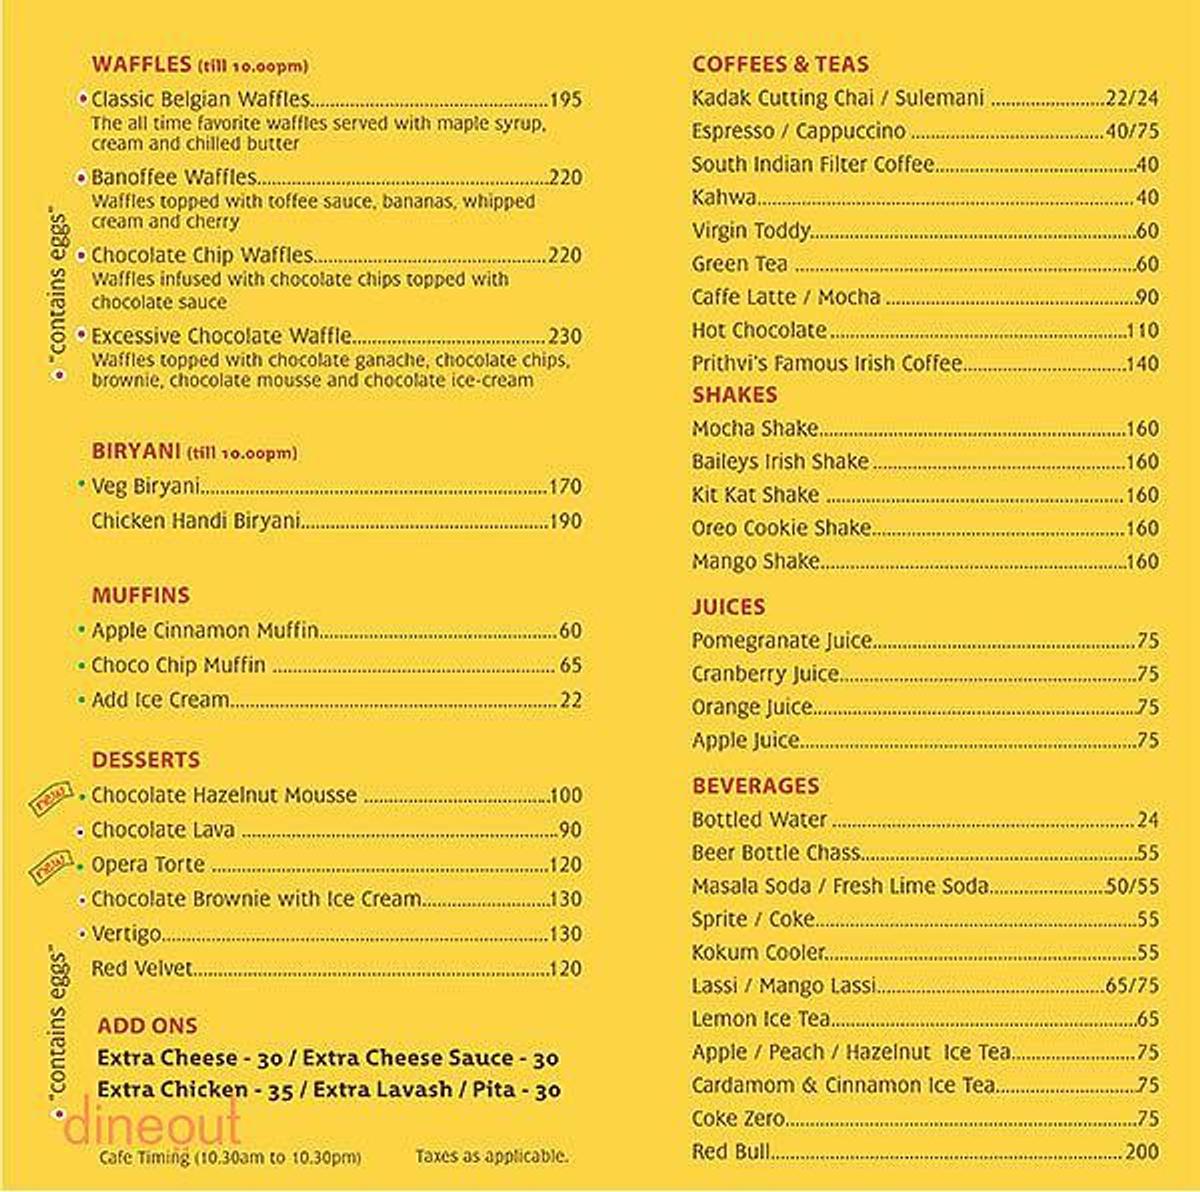 WAFFLES (till 10.00pm)
Classic Belgian Waffles..........195
The all time favorite waffles served with maple syrup,
cream and chilled butter
Banoffee Waffles..........220
Waffles topped with toffee sauce, bananas, whipped
cream and cherry
Chocolate Chip Waffles..........220
Waffles infused with chocolate chips topped with
chocolate sauce
Excessive Chocolate Waffle..........230
Waffles topped with chocolate ganache, chocolate chips,
brownie, chocolate mousse and chocolate ice-cream
"contains eggs"
BIRYANI (till 10.00pm)
Veg Biryani..........170
Chicken Handi Biryani..........190
MUFFINS
Apple Cinnamon Muffin..........60
Choco Chip Muffin ..........65
Add Ice Cream..........22
DESSERTS
new Chocolate Hazelnut Mousse ..........100
Chocolate Lava ..........90
new Opera Torte ..........120
Chocolate Brownie with Ice Cream..........130
Vertigo..........130
Red Velvet..........120
"contains eggs"
ADD ONS
Extra Cheese - 30 / Extra Cheese Sauce - 30
Extra Chicken - 35 / Extra Lavash / Pita - 30
dineout
Cafe Timing (10.30am to 10.30pm) Taxes as applicable.
COFFEES & TEAS
Kadak Cutting Chai / Sulemani ..........22/24
Espresso / Cappuccino ..........40/75
South Indian Filter Coffee..........40
Kahwa..........40
Virgin Toddy..........60
Green Tea ..........60
Caffe Latte / Mocha ..........90
Hot Chocolate..........110
Prithvi's Famous Irish Coffee..........140
SHAKES
Mocha Shake..........160
Baileys Irish Shake..........160
Kit Kat Shake ..........160
Oreo Cookie Shake..........160
Mango Shake..........160
JUICES
Pomegranate Juice..........75
Cranberry Juice..........75
Orange Juice..........75
Apple Juice..........75
BEVERAGES
Bottled Water ..........24
Beer Bottle Chass..........55
Masala Soda / Fresh Lime Soda..........50/55
Sprite / Coke..........55
Kokum Cooler..........55
Lassi / Mango Lassi..........65/75
Lemon Ice Tea..........65
Apple / Peach / Hazelnut Ice Tea..........75
Cardamom & Cinnamon Ice Tea..........75
Coke Zero..........75
Red Bull..........200